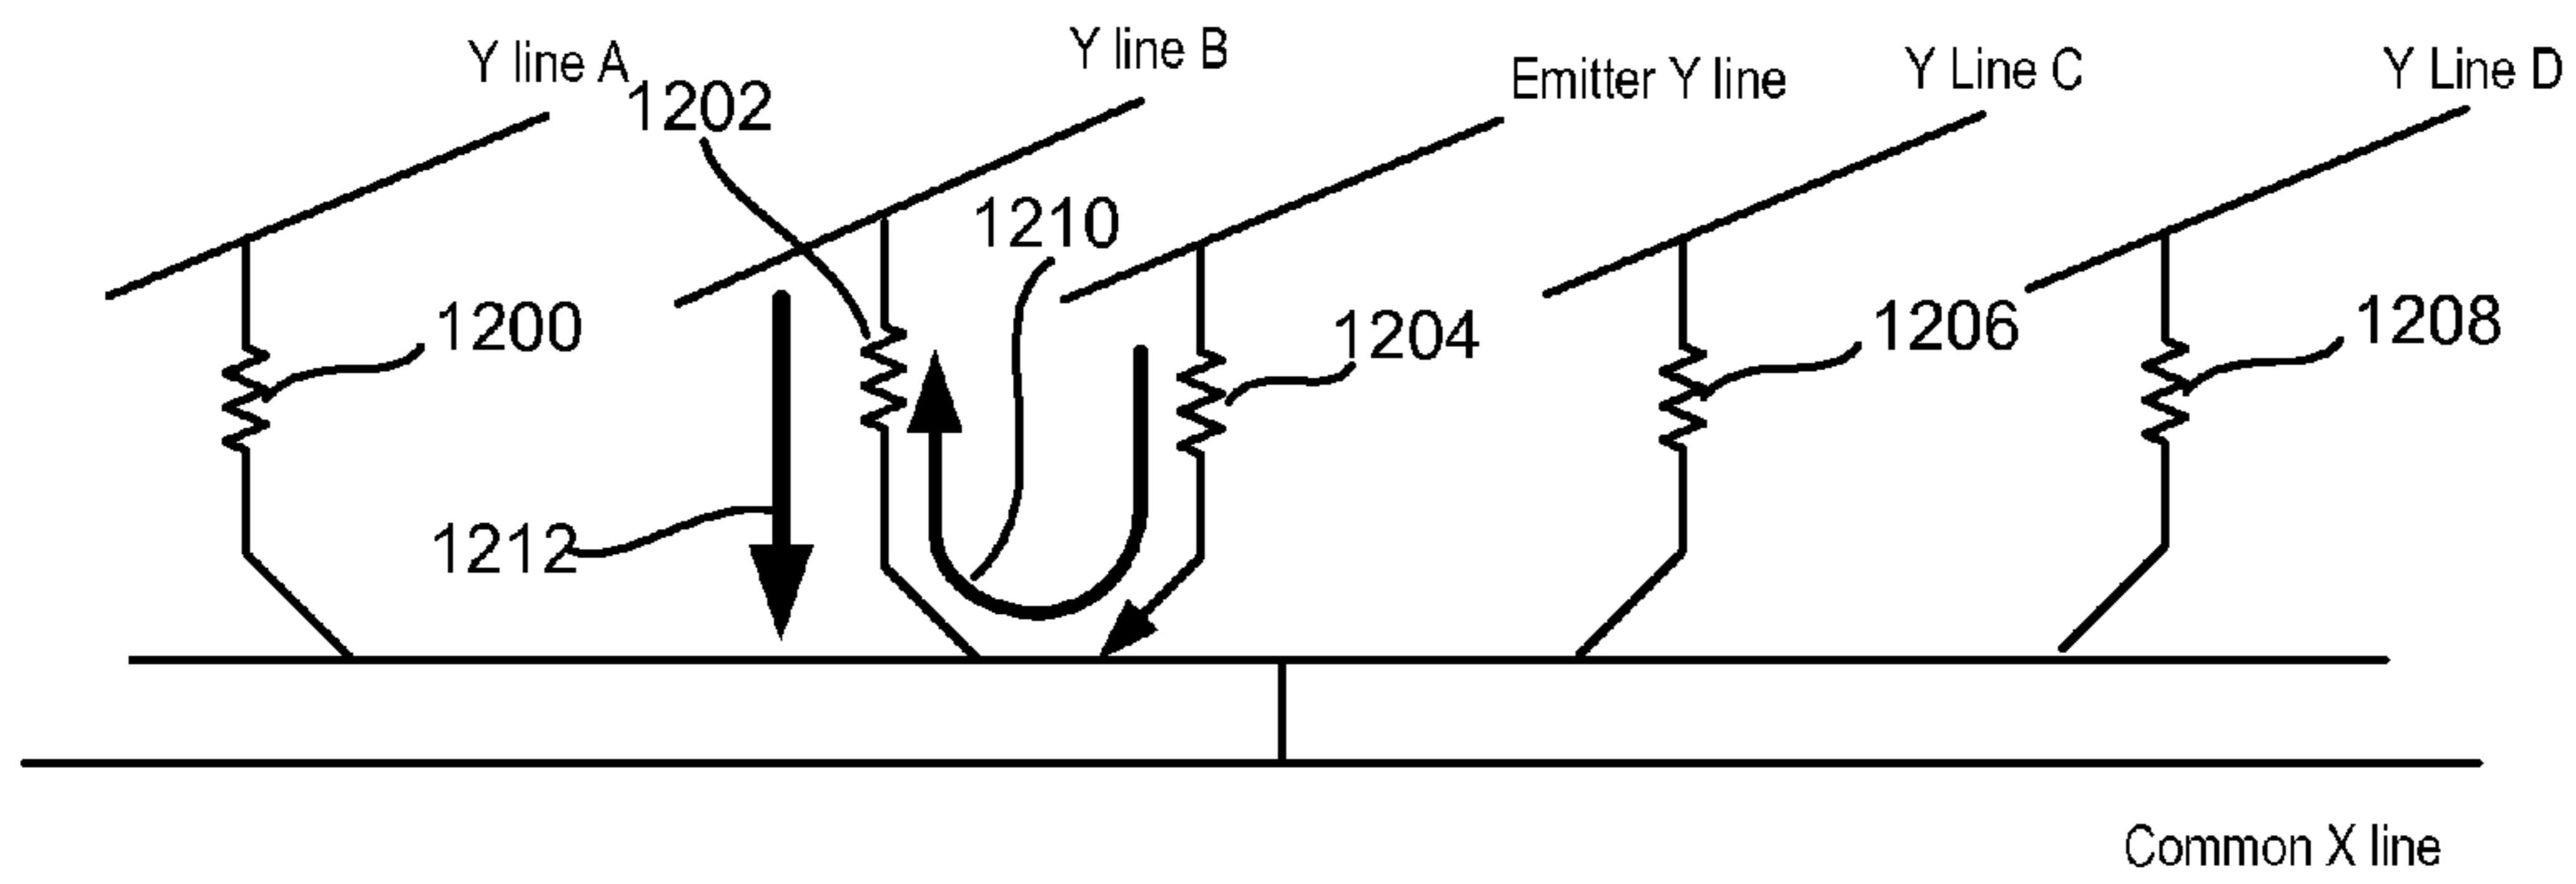 Y line A
Y line B
Emitter Y line
Y Line C
Y Line D
1202
1210
1200
1204
1206
1208
1212
Common X line